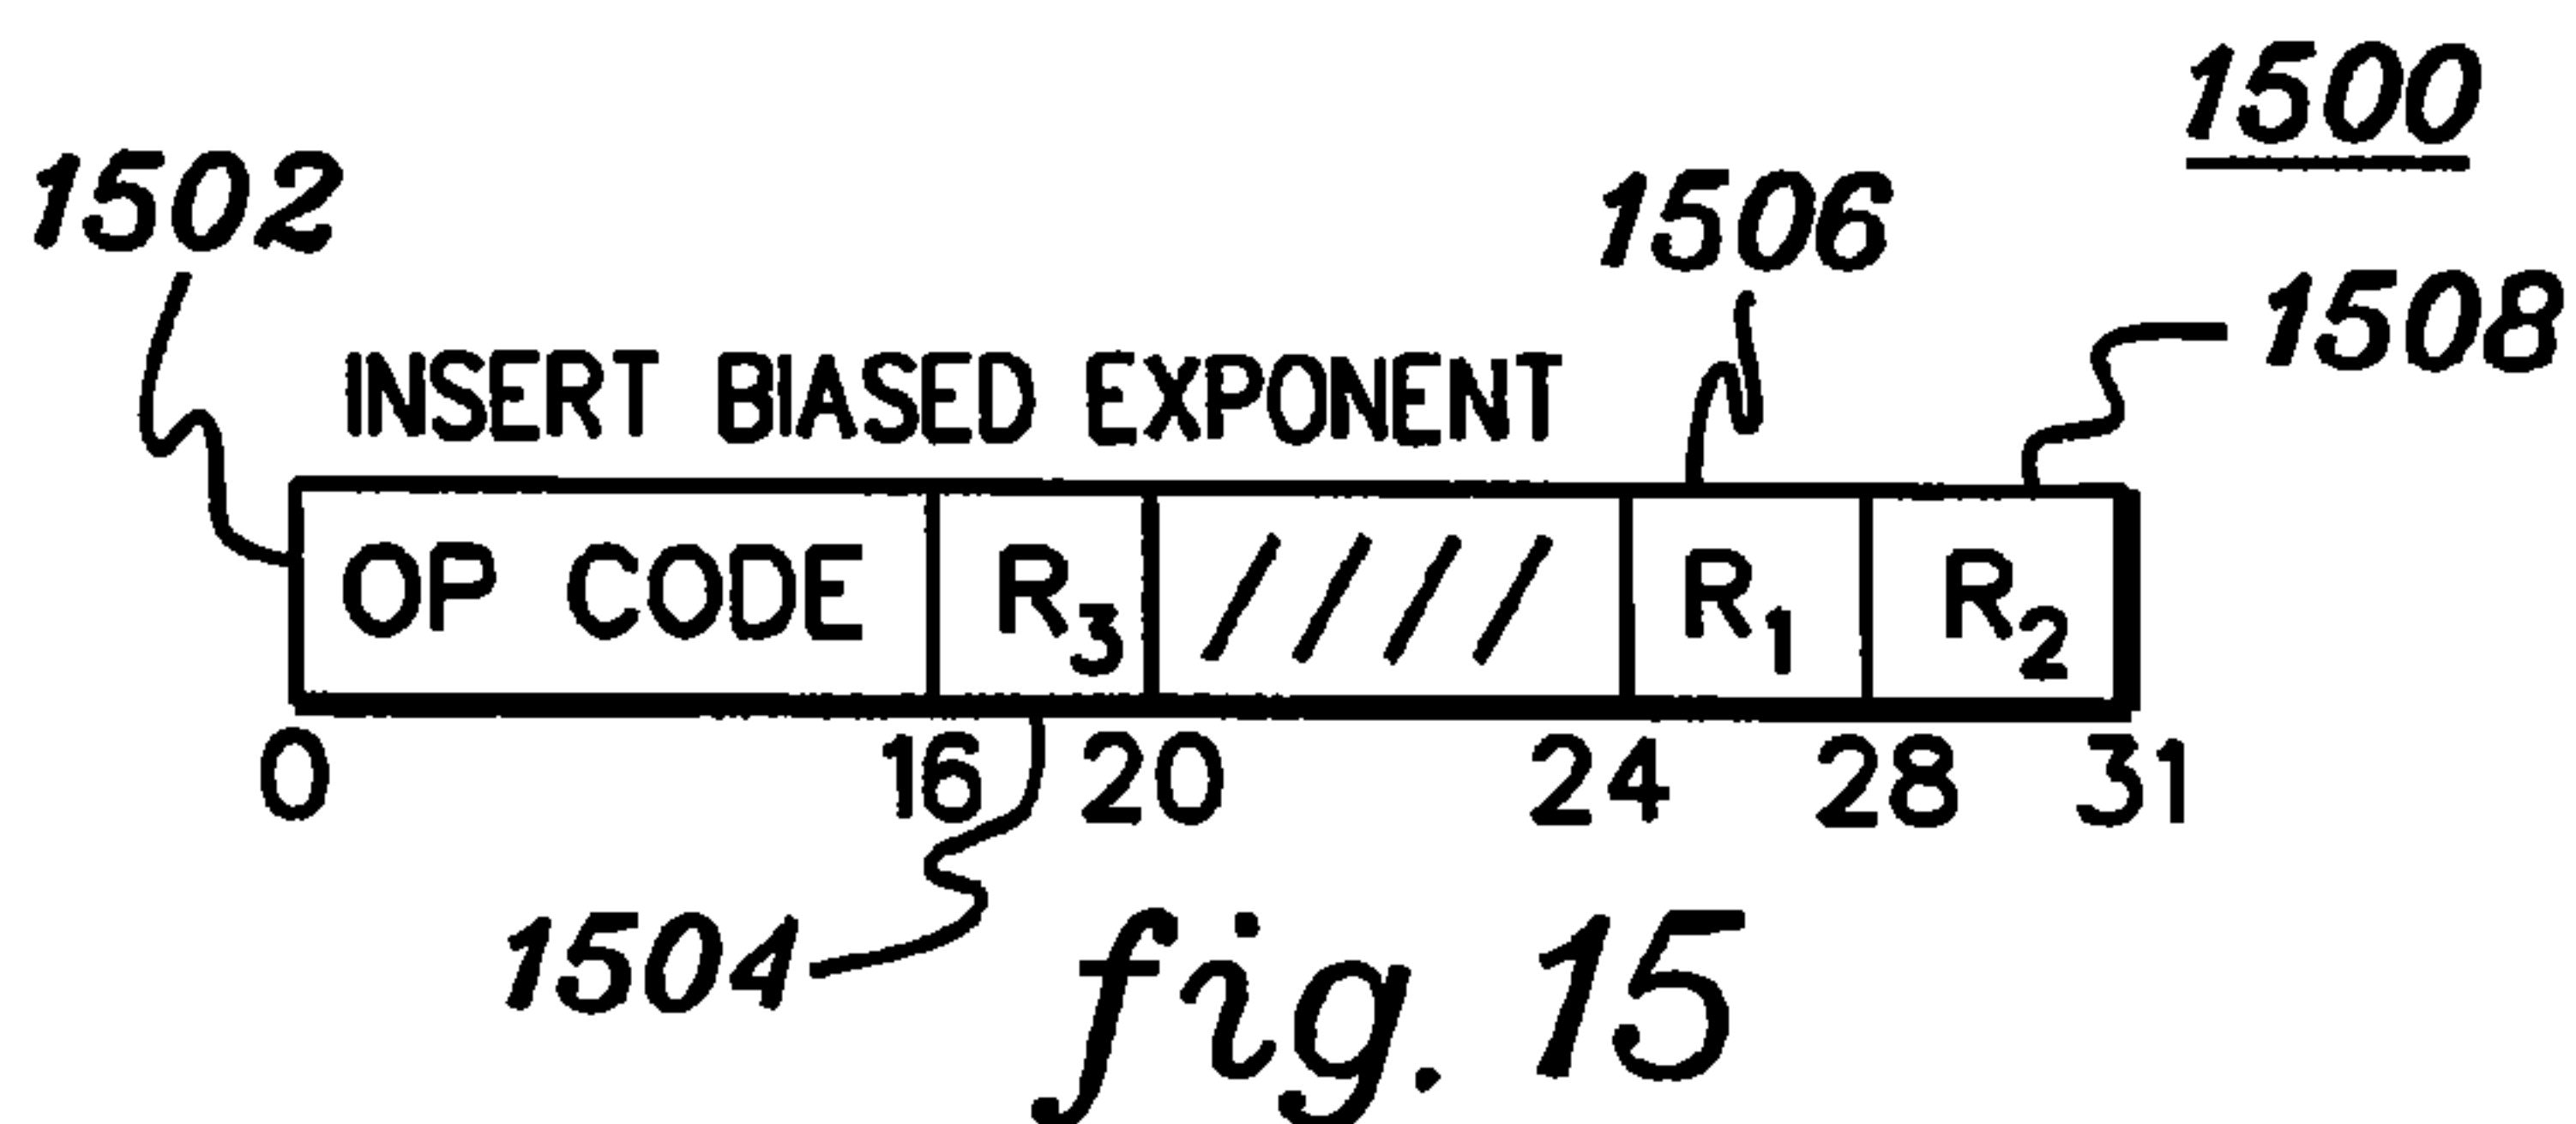 1500
1502
1506
1508
INSERT BIASED EXPONENT
OP CODE R3 //// R1 R2
0 16 20 24 28 31
1504
fig. 15